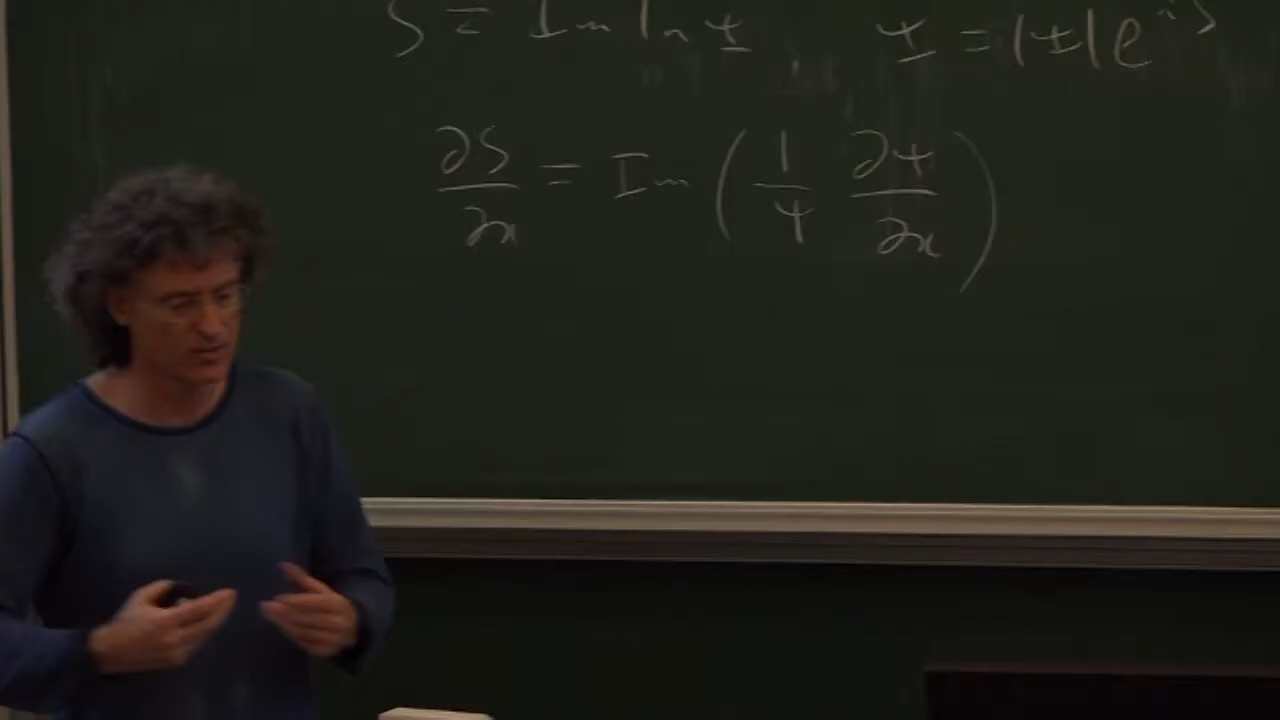 S = Im ln Ψ Ψ = |Ψ| e^{iS}
∂S/∂x = Im ( 1/Ψ ∂Ψ/∂x )